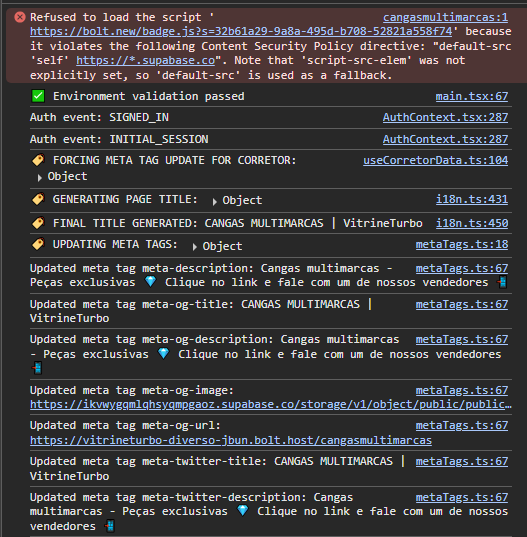 Refused to load the script ' cangasmultimarcas:1
https://bolt.new/badge.js?s=32b61a29-9a8a-495d-b708-52821a558f74' because
it violates the following Content Security Policy directive: "default-src
'self' https://*.supabase.co". Note that 'script-src-elem' was not
explicitly set, so 'default-src' is used as a fallback.
✅ Environment validation passed main.tsx:67
Auth event: SIGNED_IN AuthContext.tsx:287
Auth event: INITIAL_SESSION AuthContext.tsx:287
🏷️ FORCING META TAG UPDATE FOR CORRETOR: useCorretorData.ts:104
▸ Object
🏷️ GENERATING PAGE TITLE: ▸ Object i18n.ts:431
🏷️ FINAL TITLE GENERATED: CANGAS MULTIMARCAS | VitrineTurbo i18n.ts:450
🏷️ UPDATING META TAGS: ▸ Object metaTags.ts:18
Updated meta tag meta-description: Cangas multimarcas - metaTags.ts:67
Peças exclusivas 💎 Clique no link e fale com um de nossos vendedores 📲
Updated meta tag meta-og-title: CANGAS MULTIMARCAS | metaTags.ts:67
VitrineTurbo
Updated meta tag meta-og-description: Cangas multimarcas metaTags.ts:67
- Peças exclusivas 💎 Clique no link e fale com um de nossos vendedores
📲
Updated meta tag meta-og-image: metaTags.ts:67
https://ikvwygqmlqhsyqmpgaoz.supabase.co/storage/v1/object/public/public…
Updated meta tag meta-og-url: metaTags.ts:67
https://vitrineturbo-diverso-jbun.bolt.host/cangasmultimarcas
Updated meta tag meta-twitter-title: CANGAS MULTIMARCAS | metaTags.ts:67
VitrineTurbo
Updated meta tag meta-twitter-description: Cangas metaTags.ts:67
multimarcas - Peças exclusivas 💎 Clique no link e fale com um de nossos
vendedores 📲